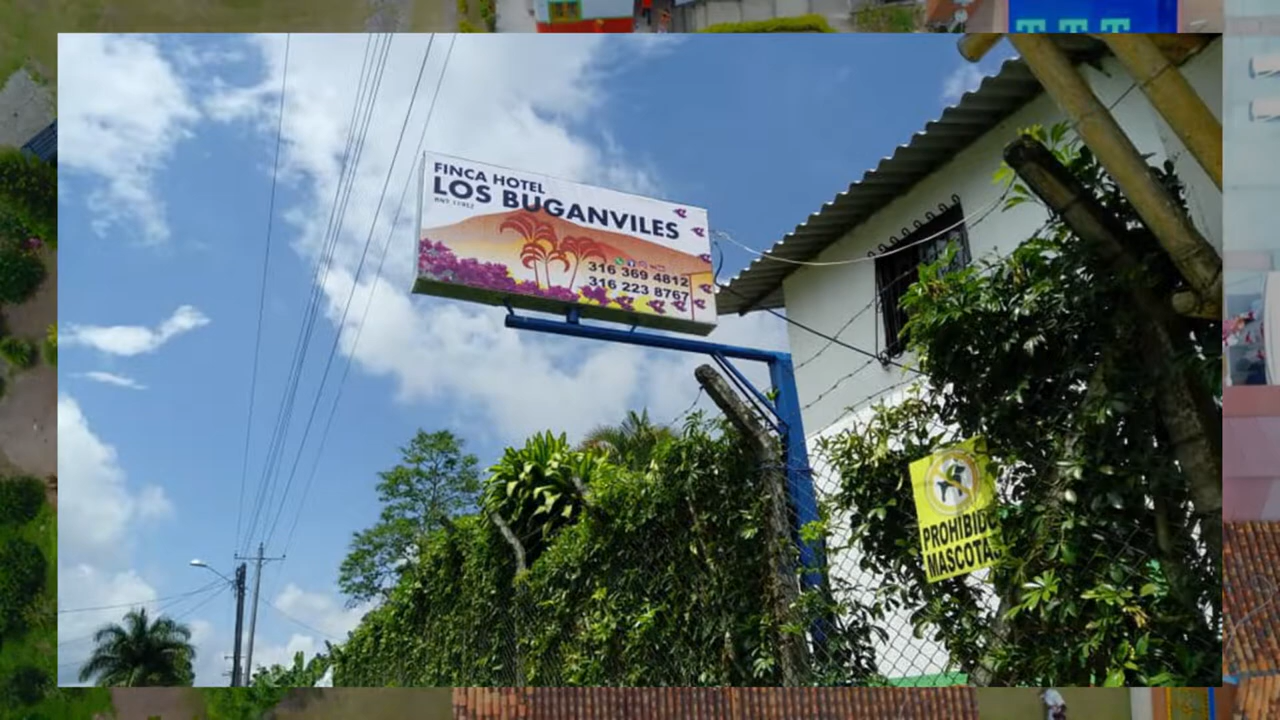 FINCA HOTEL
LOS BUGANVILES
316 369 4812
316 223 8767
PROHIBIDO
MASCOTAS